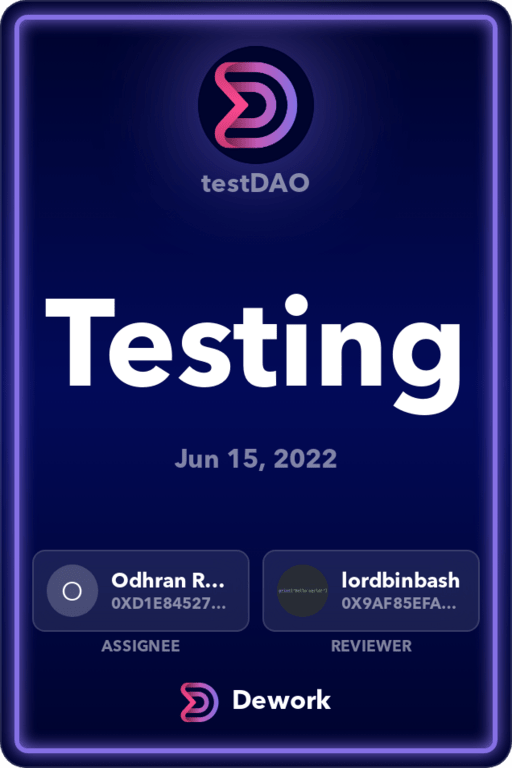 testDAO
Testing
Jun 15, 2022
O
Odhran R...
0XD1E84527...
lordbinbash
0X9AF85EFA...
ASSIGNEE
REVIEWER
Dework